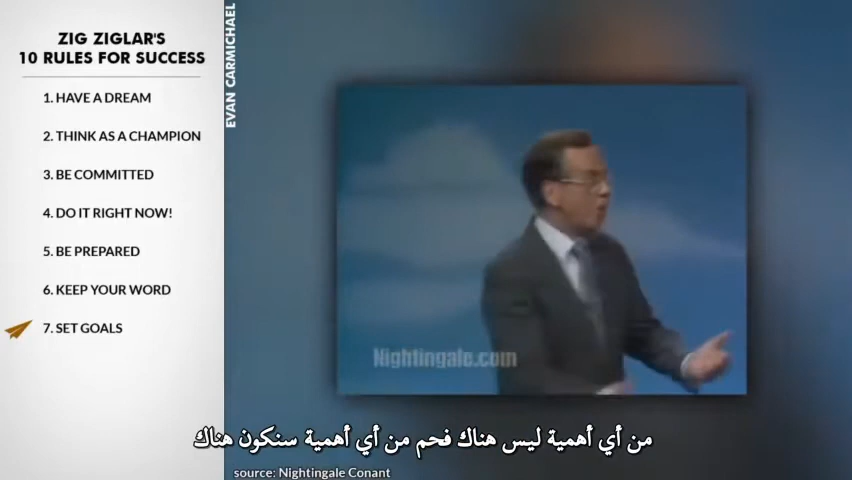 ZIG ZIGLAR'S
10 RULES FOR SUCCESS
1. HAVE A DREAM
2. THINK AS A CHAMPION
3. BE COMMITTED
4. DO IT RIGHT NOW!
5. BE PREPARED
6. KEEP YOUR WORD
7. SET GOALS
EVAN CARMICHAEL
Nightingale.com
من أي أهمية ليس هناك فحم من أي أهمية سنكون هناك
source: Nightingale Conant